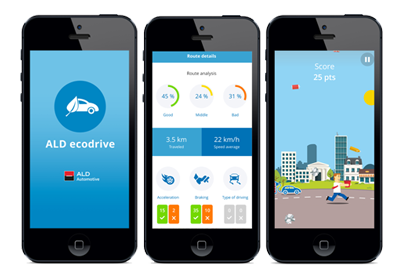 ALD ecodrive
ALD
Automotive
Route details
Route analysis
45 %
24 %
31 %
Good
Middle
Bad
3.5 km
Traveled
22 km/h
Speed average
Acceleration
Braking
Type of driving
Score
25 pts